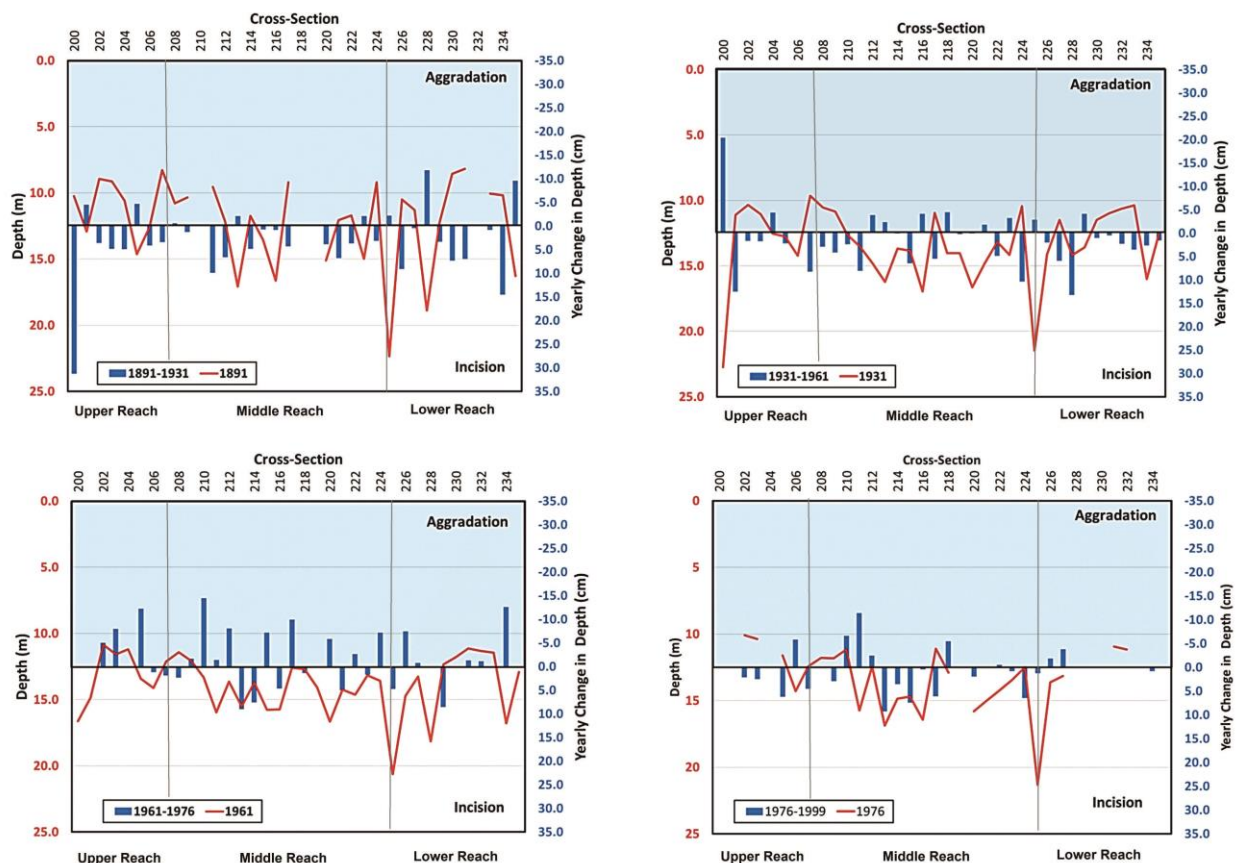 Cross-Section
200 202 204 206 208 210 212 214 216 218 220 222 224 226 228 230 232 234
0.0 -35.0
Aggradation
-30.0
-25.0
5.0 -20.0
-15.0
10.0 -10.0
-5.0
0.0
15.0 5.0
10.0
15.0
20.0 20.0
25.0
1891-1931 1891 Incision 30.0
25.0 35.0
Depth (m)
Yearly Change in Depth (cm)
Upper Reach Middle Reach Lower Reach
Cross-Section
200 202 204 206 208 210 212 214 216 218 220 222 224 226 228 230 232 234
0.0 -35.0
Aggradation
-30.0
-25.0
5.0 -20.0
-15.0
10.0 -10.0
-5.0
0.0
15.0 5.0
10.0
15.0
20.0 20.0
25.0
1931-1961 1931 Incision 30.0
25.0 35.0
Depth (m)
Yearly Change in Depth (cm)
Upper Reach Middle Reach Lower Reach
Cross-Section
200 202 204 206 208 210 212 214 216 218 220 222 224 226 228 230 232 234
0.0 -35.0
Aggradation
-30.0
-25.0
5.0 -20.0
-15.0
10.0 -10.0
-5.0
0.0
15.0 5.0
10.0
15.0
20.0 20.0
25.0
1961-1976 1961 Incision 30.0
25.0 35.0
Depth (m)
Yearly Change in Depth (cm)
Upper Reach Middle Reach Lower Reach
Cross-Section
200 202 204 206 208 210 212 214 216 218 220 222 224 226 228 230 232 234
0 -35.0
Aggradation
-30.0
-25.0
5 -20.0
-15.0
10 -10.0
-5.0
0.0
15 5.0
10.0
15.0
20 20.0
25.0
1976-1999 1976 Incision 30.0
25 35.0
Depth (m)
Yearly Change in Depth (cm)
Upper Reach Middle Reach Lower Reach